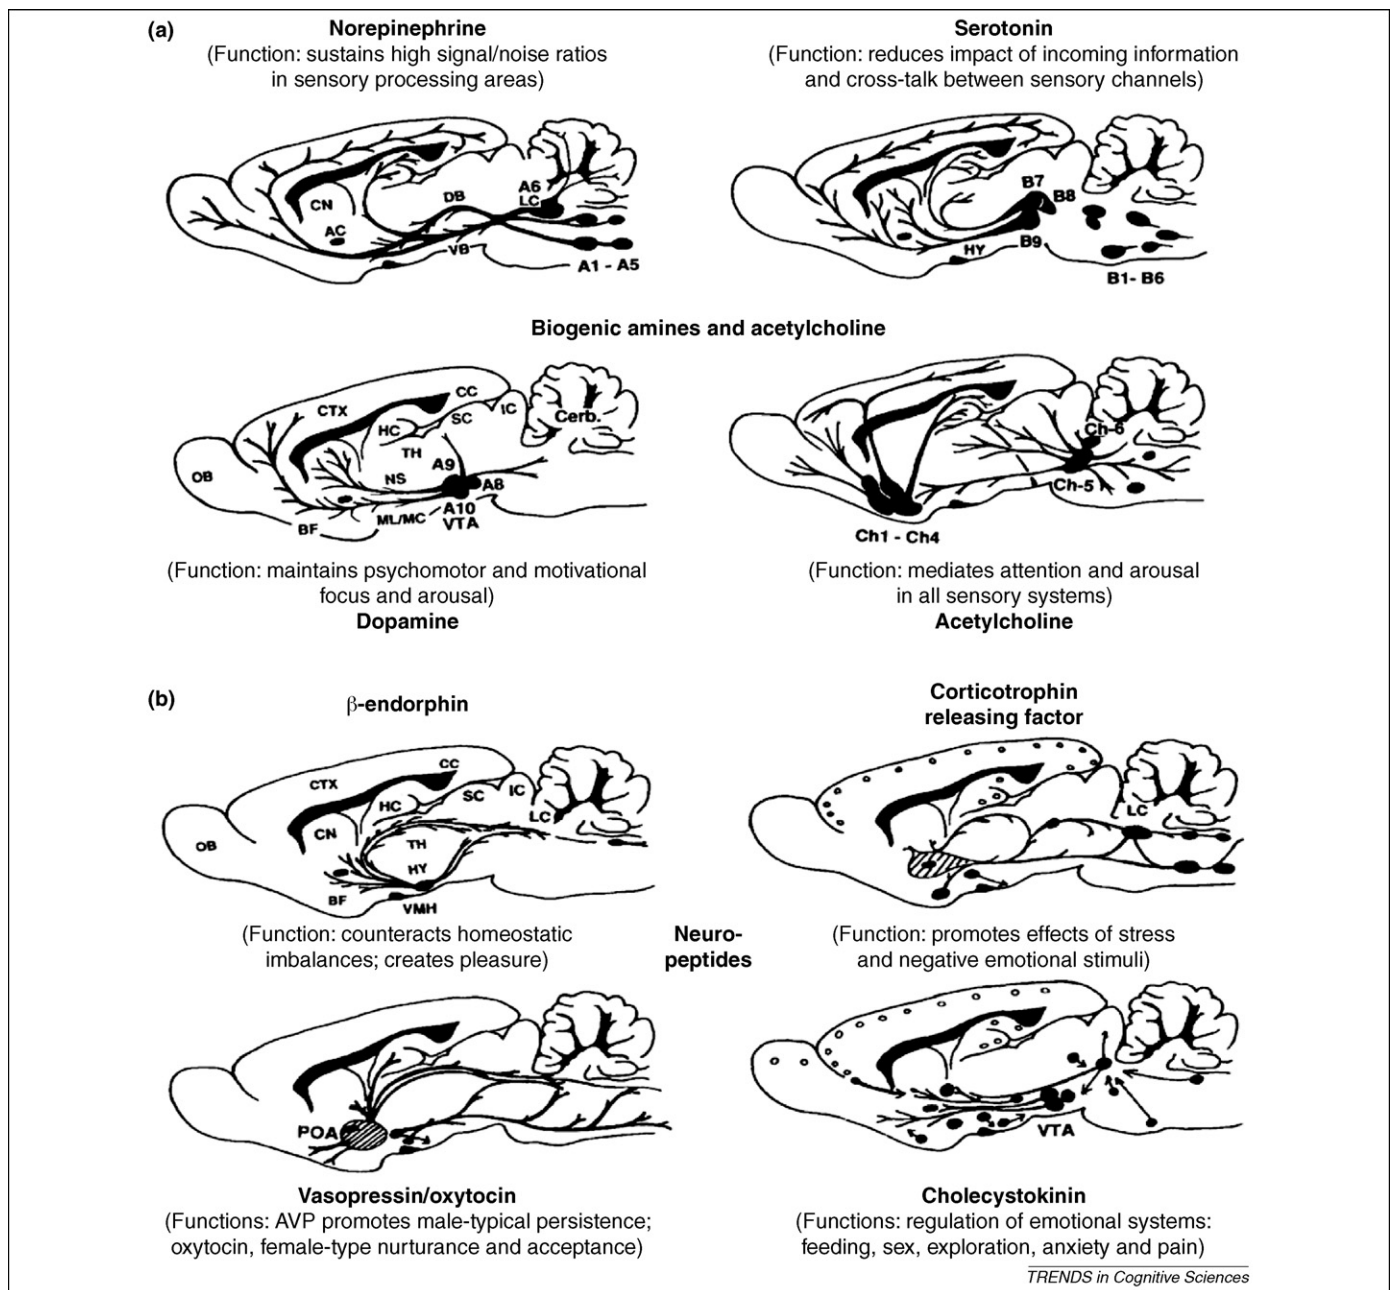 (a)
Norepinephrine
(Function: sustains high signal/noise ratios
in sensory processing areas)
Serotonin
(Function: reduces impact of incoming information
and cross-talk between sensory channels)
CN
AC
DB
VB
A6
LC
A1 - A5
B7
B8
B9
HY
B1- B6
Biogenic amines and acetylcholine
CTX
CC
HC
SC
IC
Cerb.
TH
OB
NS
A9
A8
A10
VTA
BF
ML/MC
Ch-6
Ch-5
Ch1 - Ch4
(Function: maintains psychomotor and motivational
focus and arousal)
Dopamine
(Function: mediates attention and arousal
in all sensory systems)
Acetylcholine
(b)
β-endorphin
Corticotrophin
releasing factor
CTX
CC
HC
SC
IC
LC
CN
OB
TH
HY
BF
VMH
LC
(Function: counteracts homeostatic
imbalances; creates pleasure)
Neuro-
peptides
(Function: promotes effects of stress
and negative emotional stimuli)
POA
VTA
Vasopressin/oxytocin
(Functions: AVP promotes male-typical persistence;
oxytocin, female-type nurturance and acceptance)
Cholecystokinin
(Functions: regulation of emotional systems:
feeding, sex, exploration, anxiety and pain)
TRENDS in Cognitive Sciences